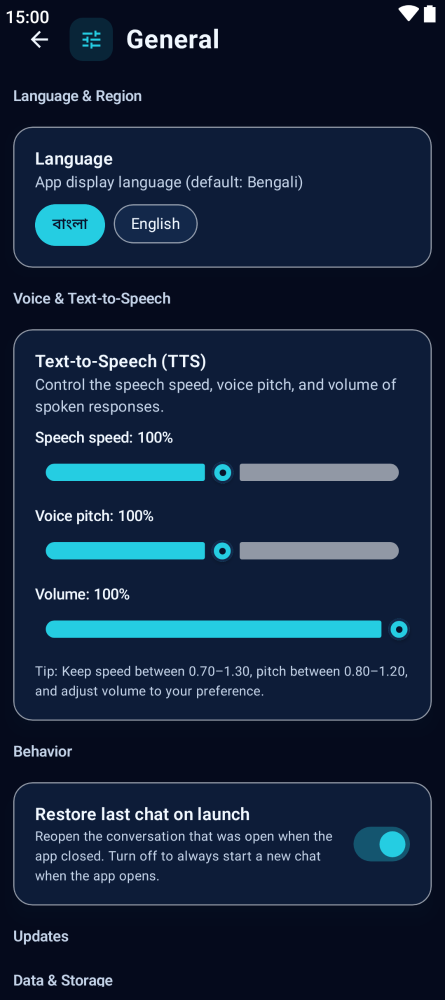 15:00
General
Language & Region
Language
App display language (default: Bengali)
বাংলা
English
Voice & Text-to-Speech
Text-to-Speech (TTS)
Control the speech speed, voice pitch, and volume of
spoken responses.
Speech speed: 100%
Voice pitch: 100%
Volume: 100%
Tip: Keep speed between 0.70–1.30, pitch between 0.80–1.20,
and adjust volume to your preference.
Behavior
Restore last chat on launch
Reopen the conversation that was open when the
app closed. Turn off to always start a new chat
when the app opens.
Updates
Data & Storage